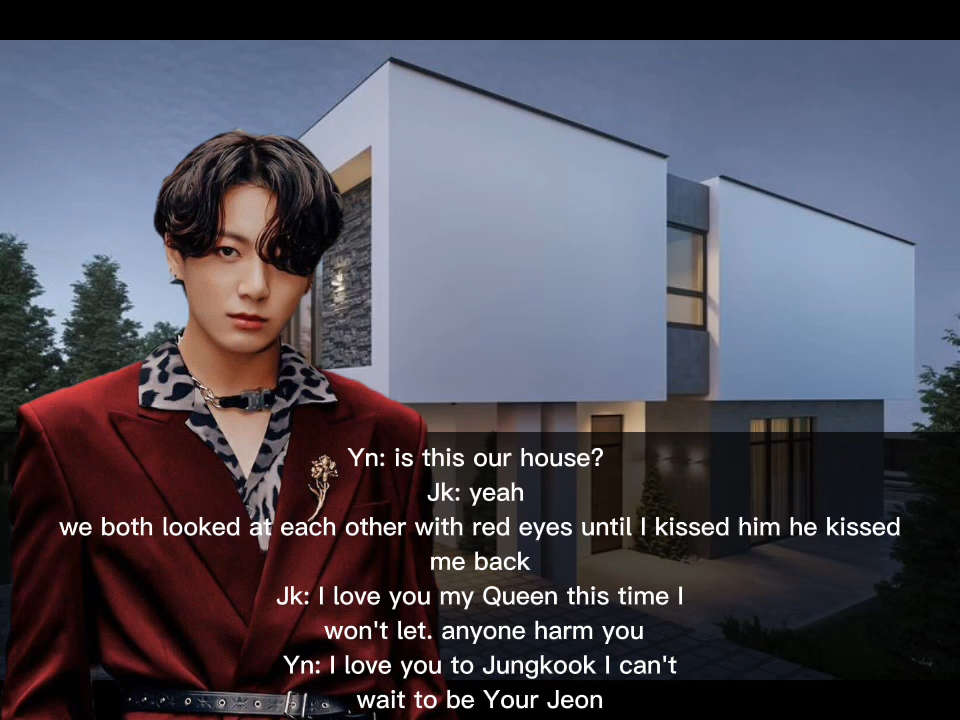 Yn: is this our house?
Jk: yeah
we both looked at each other with red eyes until I kissed him he kissed
me back
Jk: I love you my Queen this time I
won't let. anyone harm you
Yn: I love you to Jungkook I can't
wait to be Your Jeon